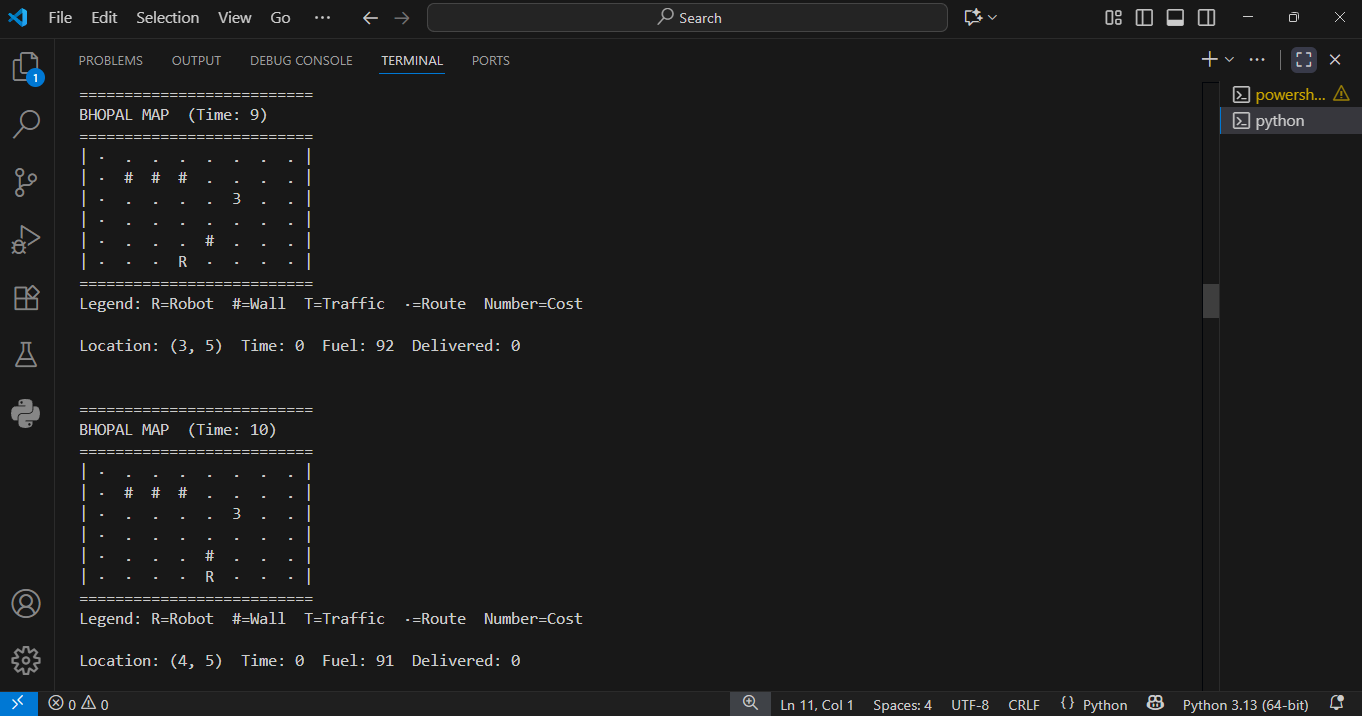 File Edit Selection View Go ··· Search
PROBLEMS OUTPUT DEBUG CONSOLE TERMINAL PORTS
1
powersh...
python
==========================
BHOPAL MAP  (Time: 9)
==========================
| ·  .  .  .  .  .  .  . |
| ·  #  #  #  .  .  .  . |
| ·  .  .  .  .  3  .  . |
| ·  .  .  .  .  .  .  . |
| ·  .  .  .  #  .  .  . |
| ·  ·  ·  R  ·  ·  ·  · |
==========================
Legend: R=Robot  #=Wall  T=Traffic  ·=Route  Number=Cost
Location: (3, 5)  Time: 0  Fuel: 92  Delivered: 0
==========================
BHOPAL MAP  (Time: 10)
==========================
| ·  .  .  .  .  .  .  . |
| ·  #  #  #  .  .  .  . |
| ·  .  .  .  .  3  .  . |
| ·  .  .  .  .  .  .  . |
| ·  .  .  .  #  .  .  . |
| ·  ·  ·  ·  R  ·  ·  · |
==========================
Legend: R=Robot  #=Wall  T=Traffic  ·=Route  Number=Cost
Location: (4, 5)  Time: 0  Fuel: 91  Delivered: 0
0 0 Ln 11, Col 1 Spaces: 4 UTF-8 CRLF {} Python Python 3.13 (64-bit)